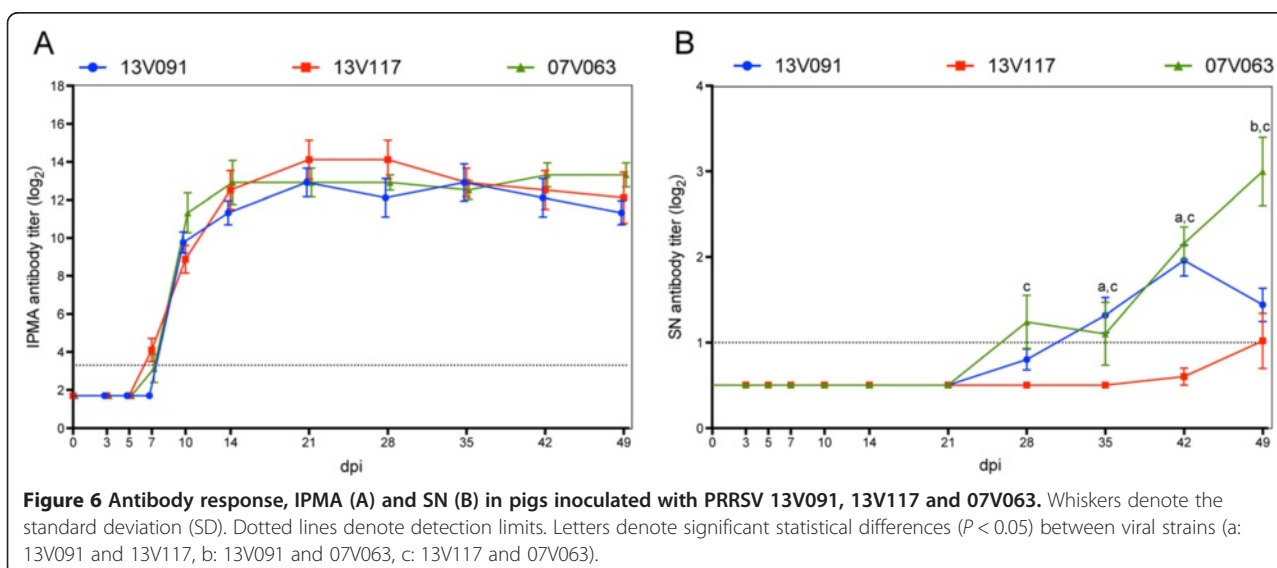 A
13V091 13V117 07V063
IPMA antibody titer (log₂)
18
16
14
12
10
8
6
4
2
0
0 3 5 7 10 14 21 28 35 42 49
dpi
B
13V091 13V117 07V063
SN antibody titer (log₂)
4
3
2
1
0
c
a,c
a,c
b,c
0 3 5 7 10 14 21 28 35 42 49
dpi
Figure 6 Antibody response, IPMA (A) and SN (B) in pigs inoculated with PRRSV 13V091, 13V117 and 07V063. Whiskers denote the
standard deviation (SD). Dotted lines denote detection limits. Letters denote significant statistical differences (P < 0.05) between viral strains (a:
13V091 and 13V117, b: 13V091 and 07V063, c: 13V117 and 07V063).